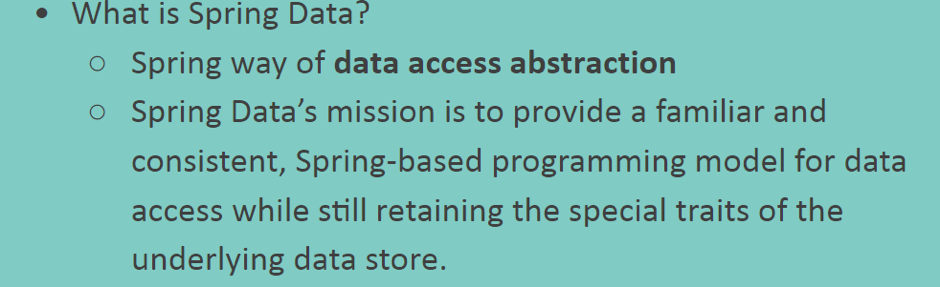 • What is Spring Data?
○ Spring way of data access abstraction
○ Spring Data’s mission is to provide a familiar and
consistent, Spring-based programming model for data
access while still retaining the special traits of the
underlying data store.